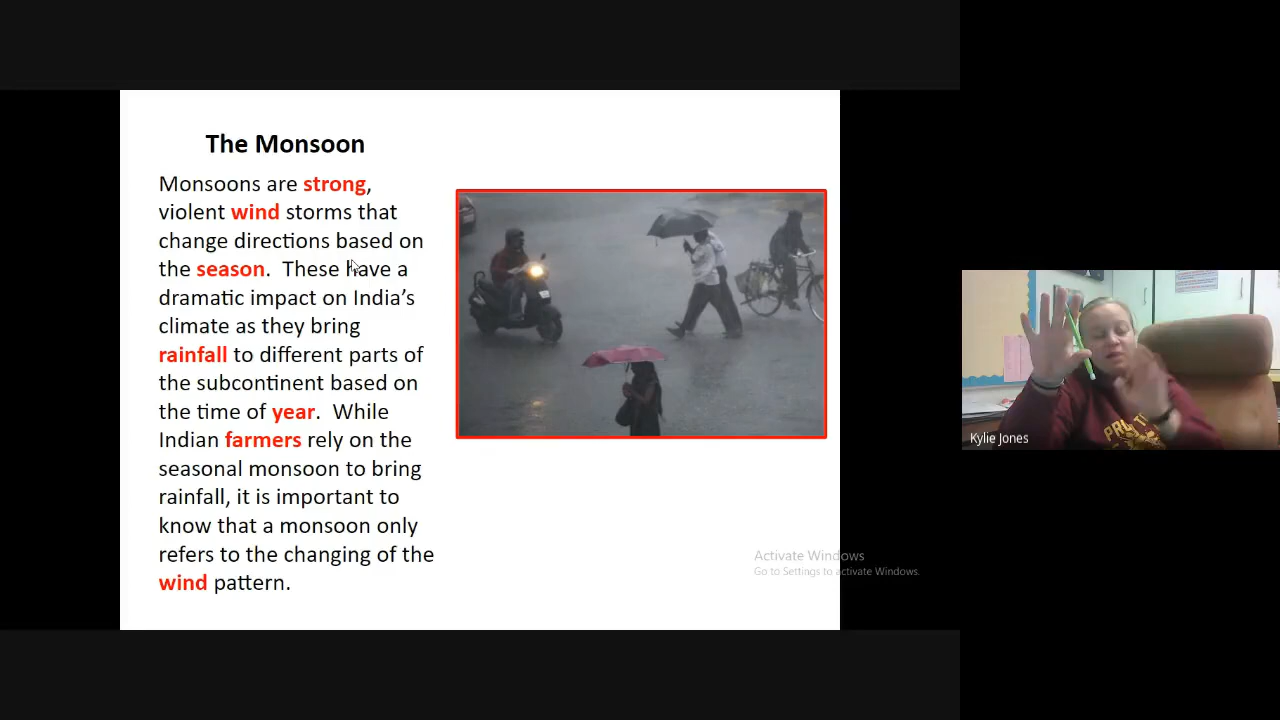 The Monsoon
Monsoons are strong,
violent wind storms that
change directions based on
the season. These have a
dramatic impact on India’s
climate as they bring
rainfall to different parts of
the subcontinent based on
the time of year. While
Indian farmers rely on the
seasonal monsoon to bring
rainfall, it is important to
know that a monsoon only
refers to the changing of the
wind pattern.
Activate Windows
Go to Settings to activate Windows.
Kylie Jones